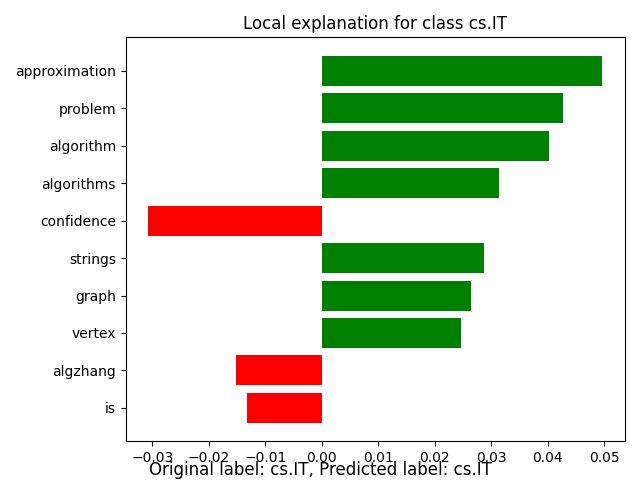 Local explanation for class cs.IT
approximation
problem
algorithm
algorithms
confidence
strings
graph
vertex
algzhang
is
−0.03 −0.02 −0.01 0.00 0.01 0.02 0.03 0.04 0.05
Original label: cs.IT, Predicted label: cs.IT